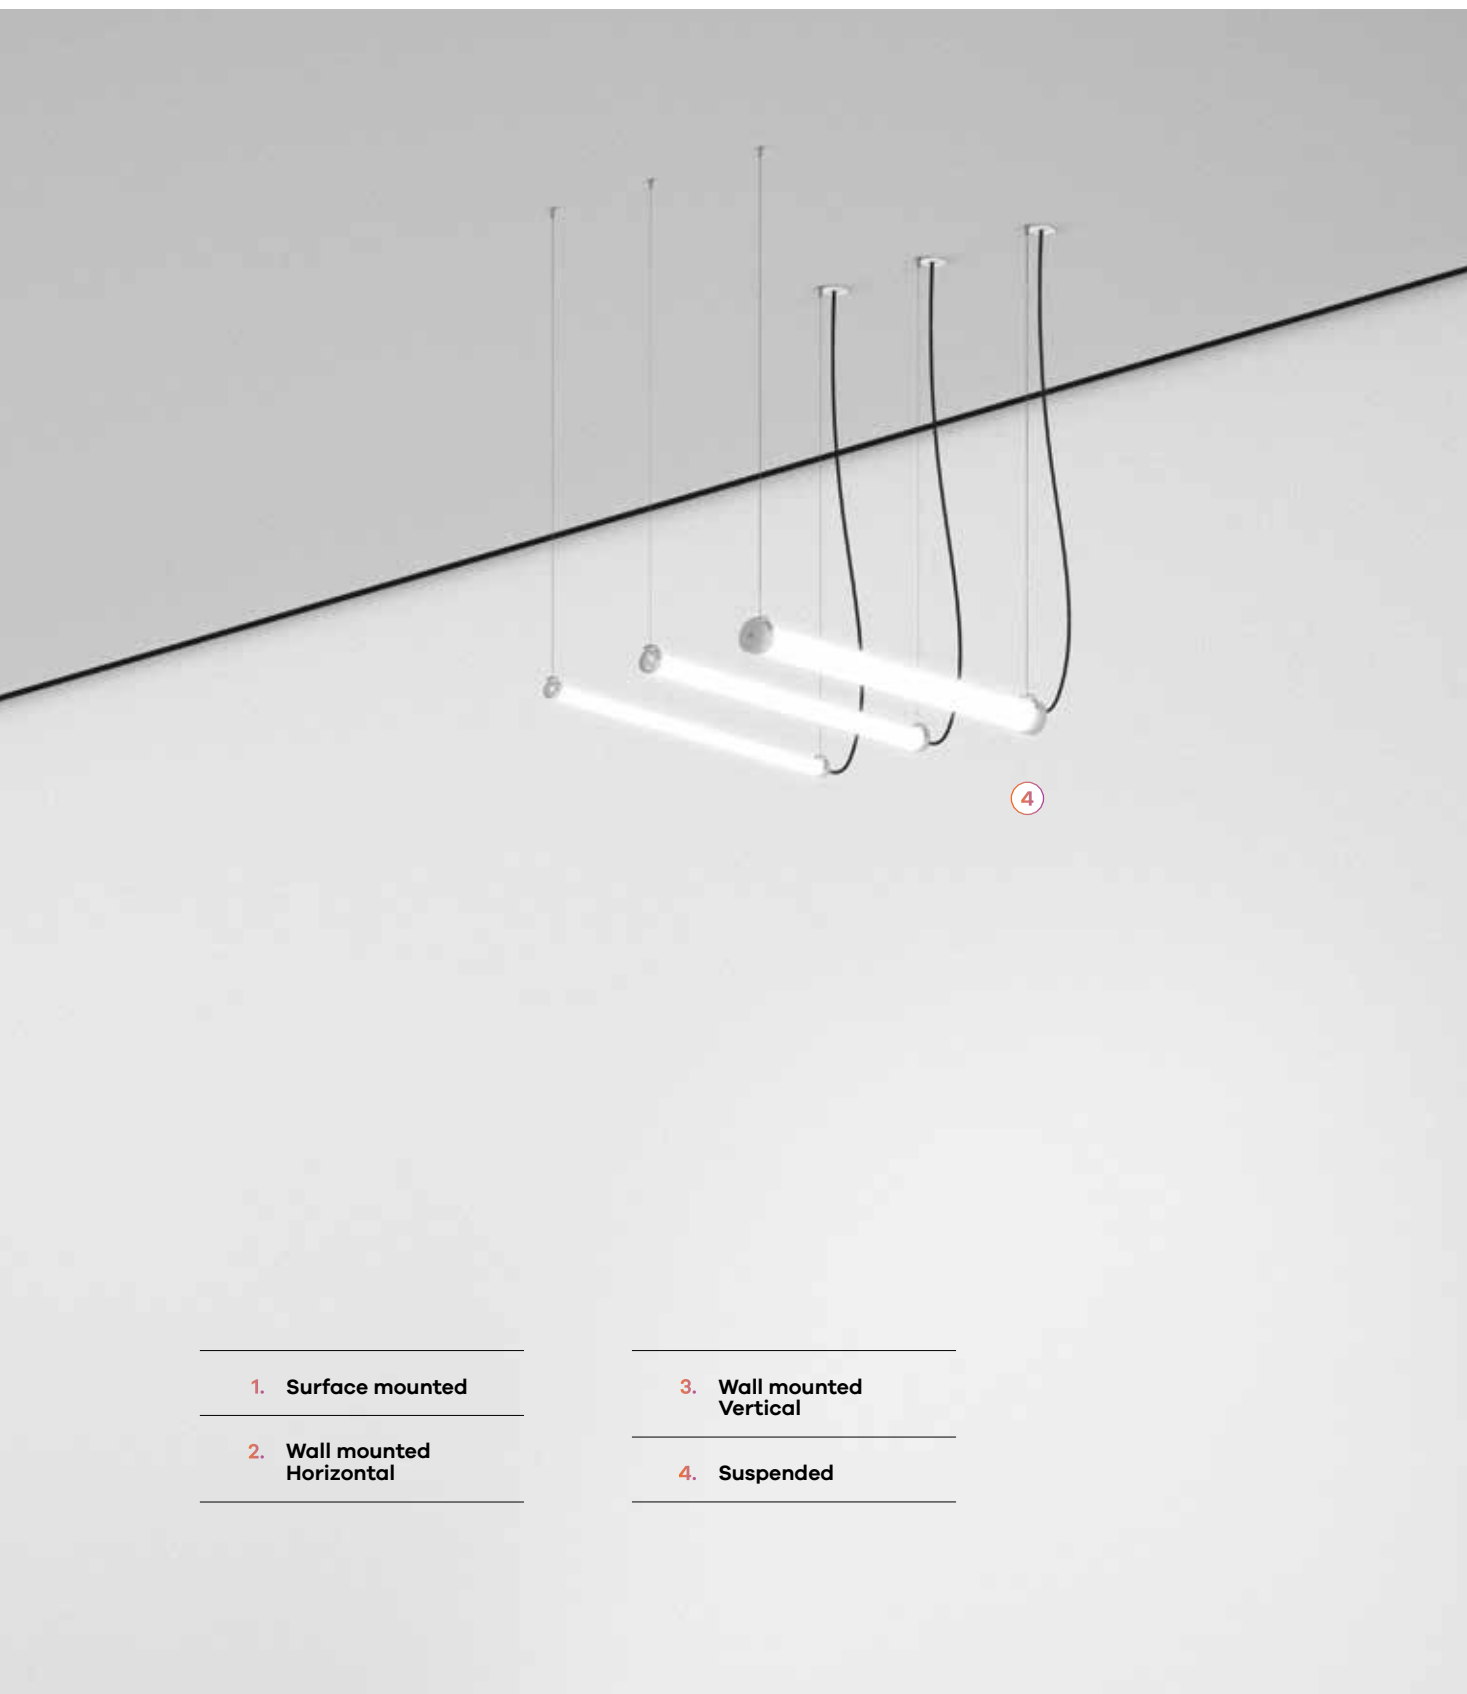 4
1. Surface mounted
2. Wall mounted
Horizontal
3. Wall mounted
Vertical
4. Suspended